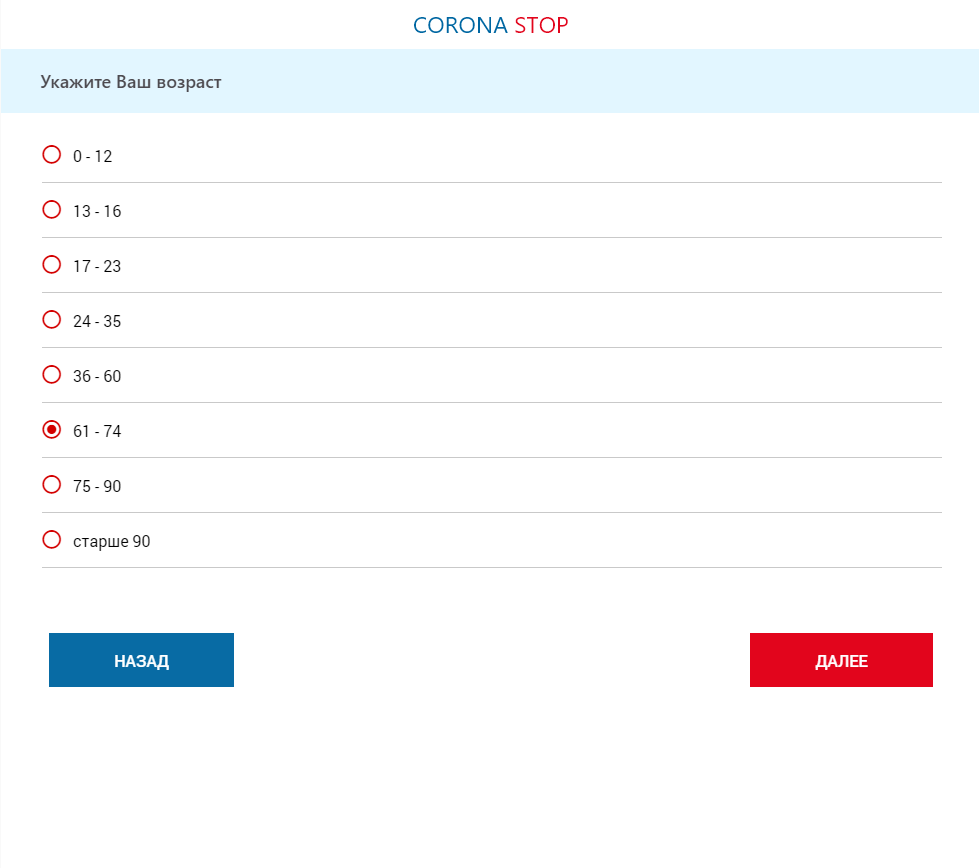 CORONA STOP
Укажите Ваш возраст
0 - 12
13 - 16
17 - 23
24 - 35
36 - 60
61 - 74
75 - 90
старше 90
НАЗАД
ДАЛЕЕ